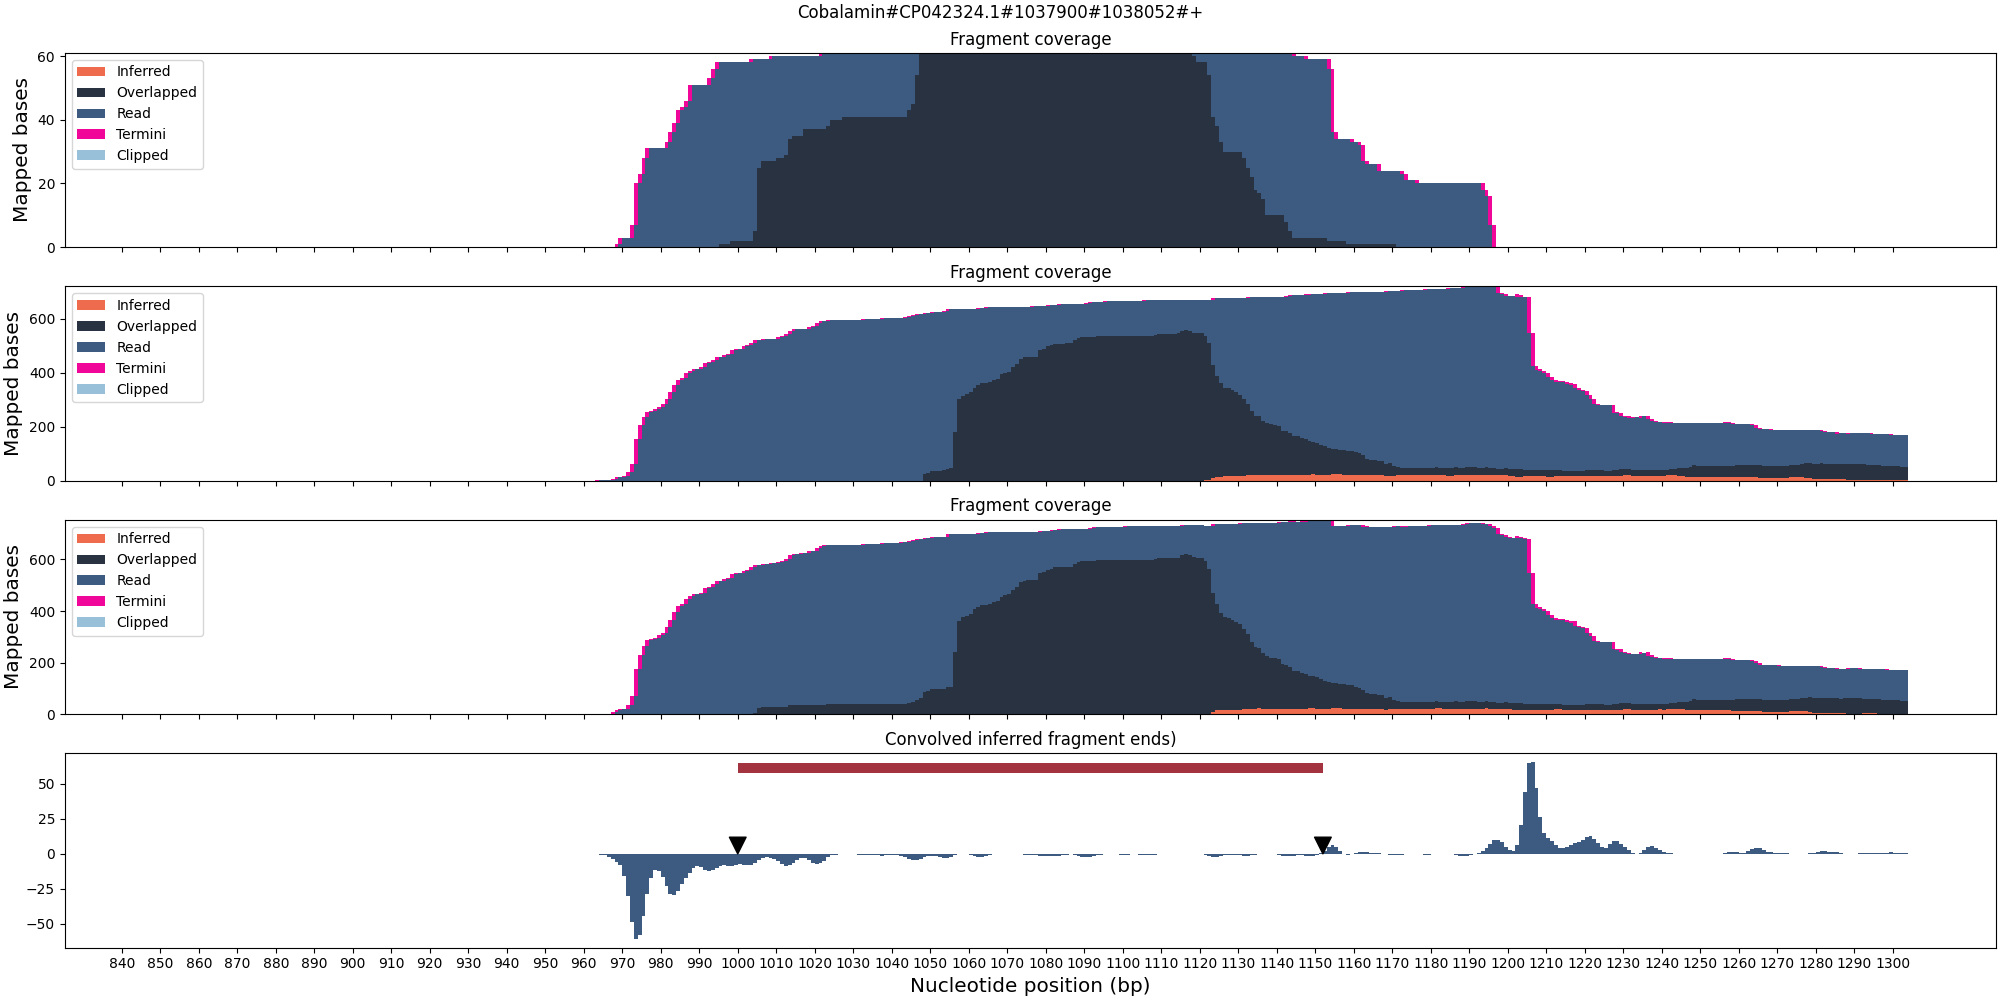 Cobalamin#CP042324.1#1037900#1038052#+
Fragment coverage
Mapped bases
60
40
20
0
Inferred
Overlapped
Read
Termini
Clipped
Fragment coverage
Mapped bases
600
400
200
0
Inferred
Overlapped
Read
Termini
Clipped
Fragment coverage
Mapped bases
600
400
200
0
Inferred
Overlapped
Read
Termini
Clipped
Convolved inferred fragment ends)
50
25
0
−25
−50
840 850 860 870 880 890 900 910 920 930 940 950 960 970 980 990 1000 1010 1020 1030 1040 1050 1060 1070 1080 1090 1100 1110 1120 1130 1140 1150 1160 1170 1180 1190 1200 1210 1220 1230 1240 1250 1260 1270 1280 1290 1300
Nucleotide position (bp)